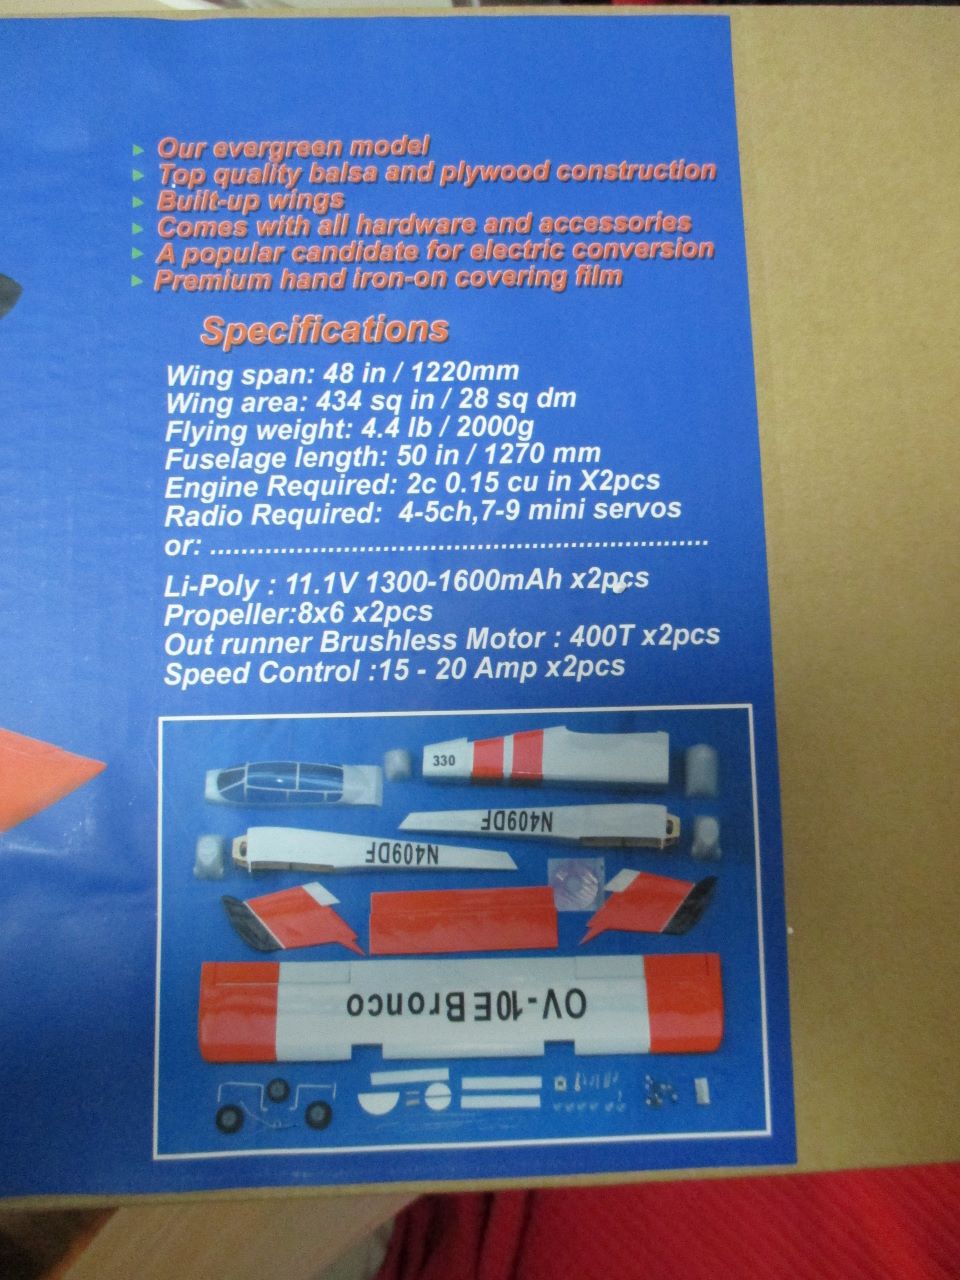 Our evergreen model
Top quality balsa and plywood construction
Built-up wings
Comes with all hardware and accessories
A popular candidate for electric conversion
Premium hand iron-on covering film
Specifications
Wing span: 48 in / 1220mm
Wing area: 434 sq in / 28 sq dm
Flying weight: 4.4 lb / 2000g
Fuselage length: 50 in / 1270 mm
Engine Required: 2c 0.15 cu in X2pcs
Radio Required: 4-5ch,7-9 mini servos
or: ................................................................
Li-Poly : 11.1V 1300-1600mAh x2pcs
Propeller:8x6 x2pcs
Out runner Brushless Motor : 400T x2pcs
Speed Control :15 - 20 Amp x2pcs
330
N409DF
N409DF
OV-10E Bronco